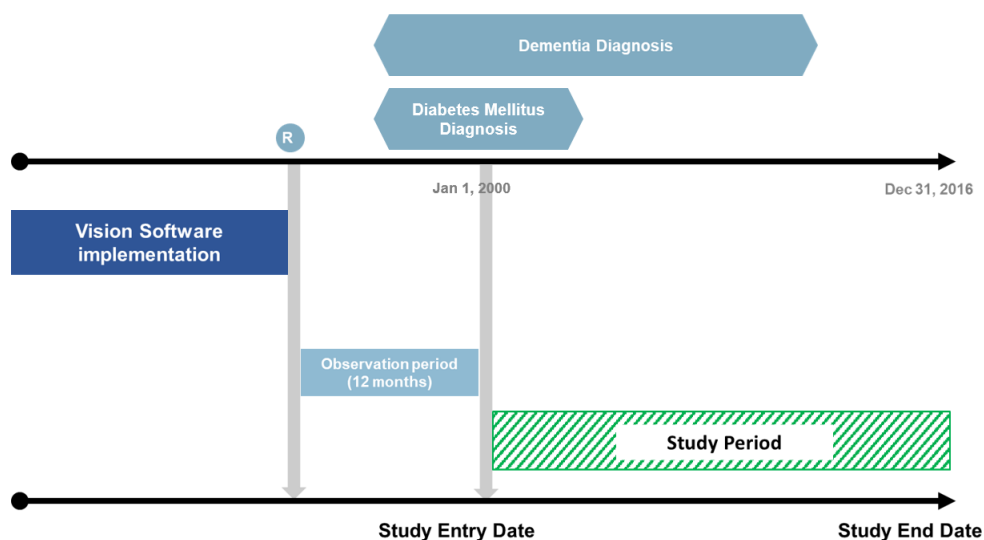 Dementia Diagnosis
Diabetes Mellitus
Diagnosis
R
Jan 1, 2000
Dec 31, 2016
Vision Software
implementation
Observation period
(12 months)
Study Period
Study Entry Date
Study End Date